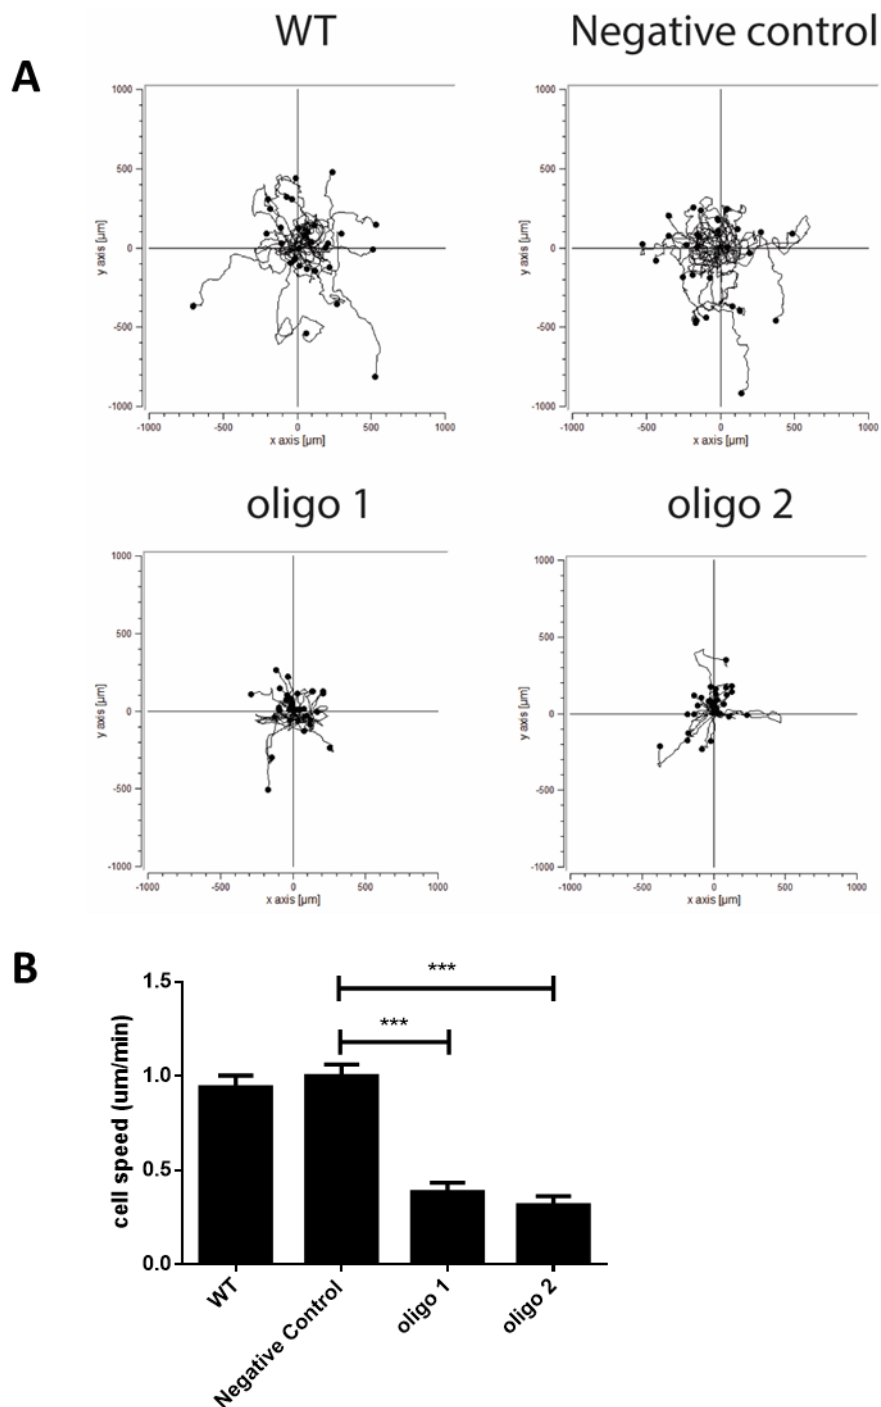 WT
Negative control
A
1000
500
0
-500
-1000
y axis [µm]
-1000
-500
0
500
1000
x axis [µm]
1000
500
0
-500
-1000
y axis [µm]
-1000
-500
0
500
1000
x axis [µm]
oligo 1
oligo 2
1000
500
0
-500
-1000
y axis [µm]
-1000
-500
0
500
1000
x axis [µm]
1000
500
0
-500
-1000
y axis [µm]
-1000
-500
0
500
1000
x axis [µm]
B
***
***
1.5
1.0
0.5
0.0
cell speed (um/min)
WT
Negative Control
oligo 1
oligo 2